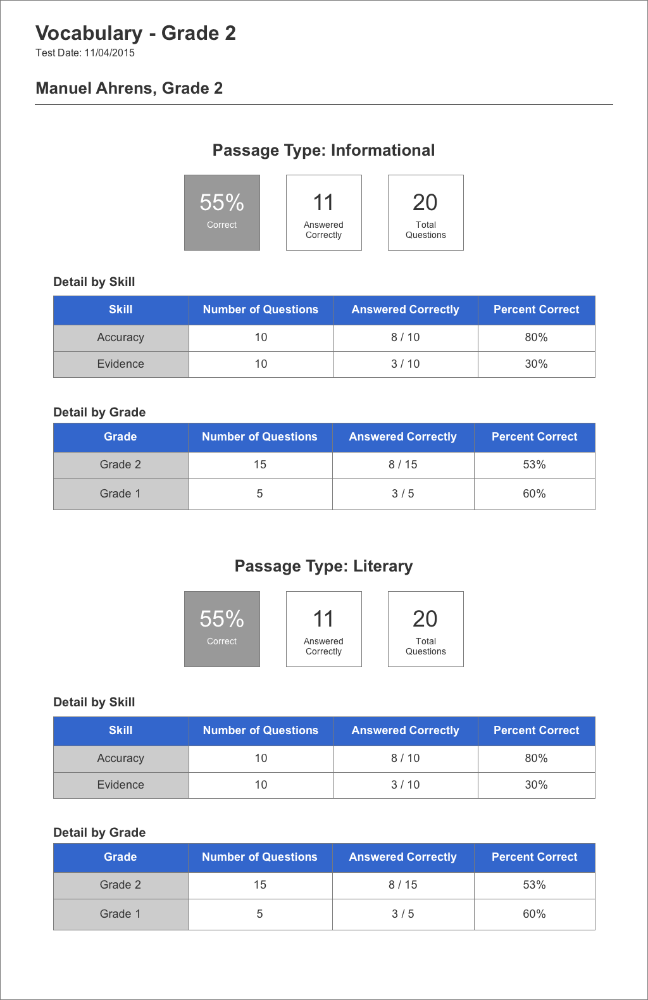 Vocabulary - Grade 2
Test Date: 11/04/2015
Manuel Ahrens, Grade 2
Passage Type: Informational
55% 11 20
Correct Answered Total
Correctly Questions
Detail by Skill
Skill Number of Questions Answered Correctly Percent Correct
Accuracy 10 8 / 10 80%
Evidence 10 3 / 10 30%
Detail by Grade
Grade Number of Questions Answered Correctly Percent Correct
Grade 2 15 8 / 15 53%
Grade 1 5 3 / 5 60%
Passage Type: Literary
55% 11 20
Correct Answered Total
Correctly Questions
Detail by Skill
Skill Number of Questions Answered Correctly Percent Correct
Accuracy 10 8 / 10 80%
Evidence 10 3 / 10 30%
Detail by Grade
Grade Number of Questions Answered Correctly Percent Correct
Grade 2 15 8 / 15 53%
Grade 1 5 3 / 5 60%